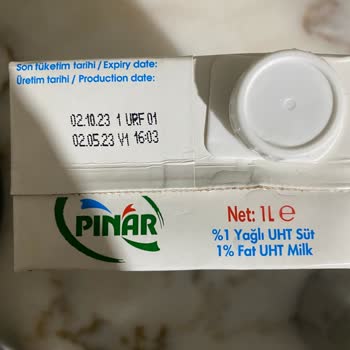 Son tüketim tarihi / Expiry date:
Üretim tarihi / Production date:
02.10.23 1 URF 01
02.05.23 V1 16:03
PINAR
Net: 1L ℮
%1 Yağlı UHT Süt
1% Fat UHT Milk